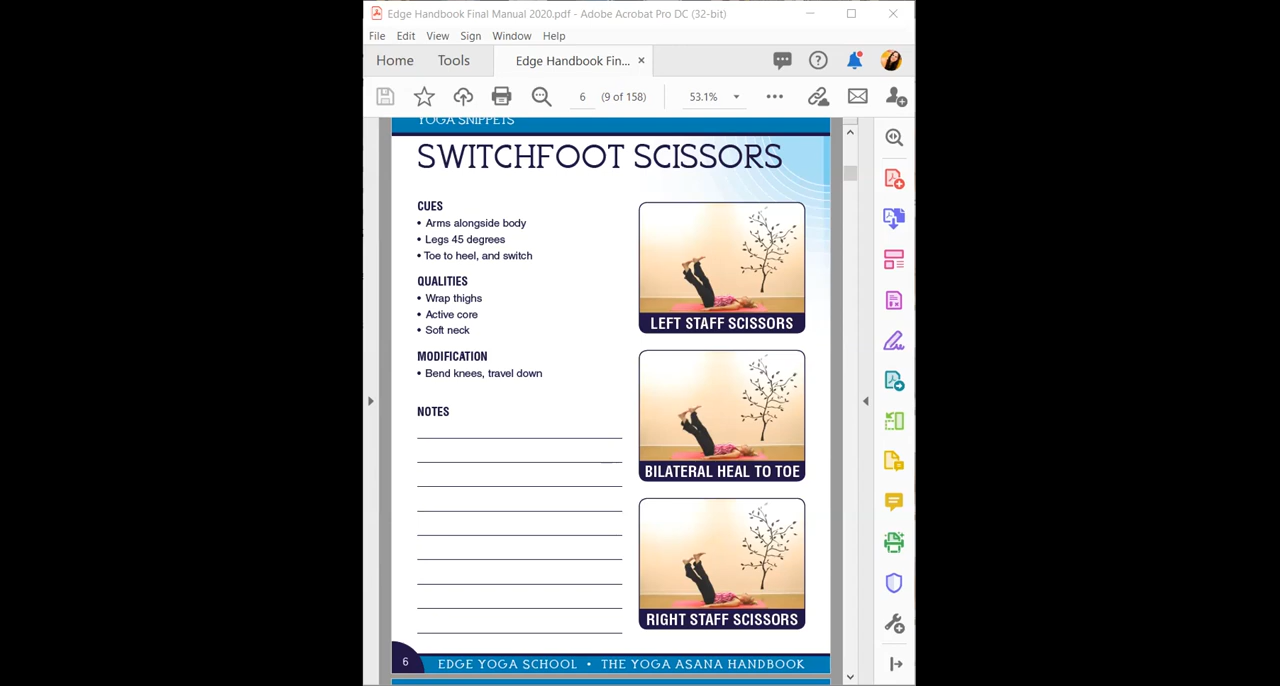 Edge Handbook Final Manual 2020.pdf - Adobe Acrobat Pro DC (32-bit)
File Edit View Sign Window Help
Home Tools Edge Handbook Fin... ×
6 (9 of 158) 53.1%
YOGA SNIPPETS
SWITCHFOOT SCISSORS
CUES
• Arms alongside body
• Legs 45 degrees
• Toe to heel, and switch
QUALITIES
• Wrap thighs
• Active core
• Soft neck
MODIFICATION
• Bend knees, travel down
NOTES
LEFT STAFF SCISSORS
BILATERAL HEAL TO TOE
RIGHT STAFF SCISSORS
6 EDGE YOGA SCHOOL • THE YOGA ASANA HANDBOOK